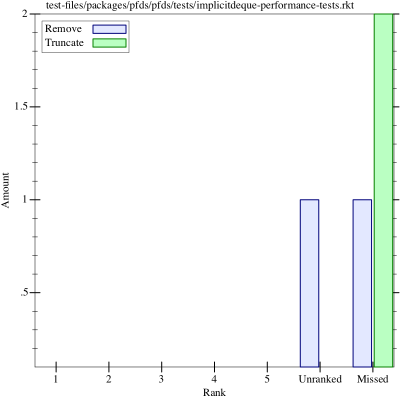 test-files/packages/pfds/pfds/tests/implicitdeque-performance-tests.rkt
Remove
Truncate
2
1.5
1
.5
Amount
1 2 3 4 5 Unranked Missed
Rank